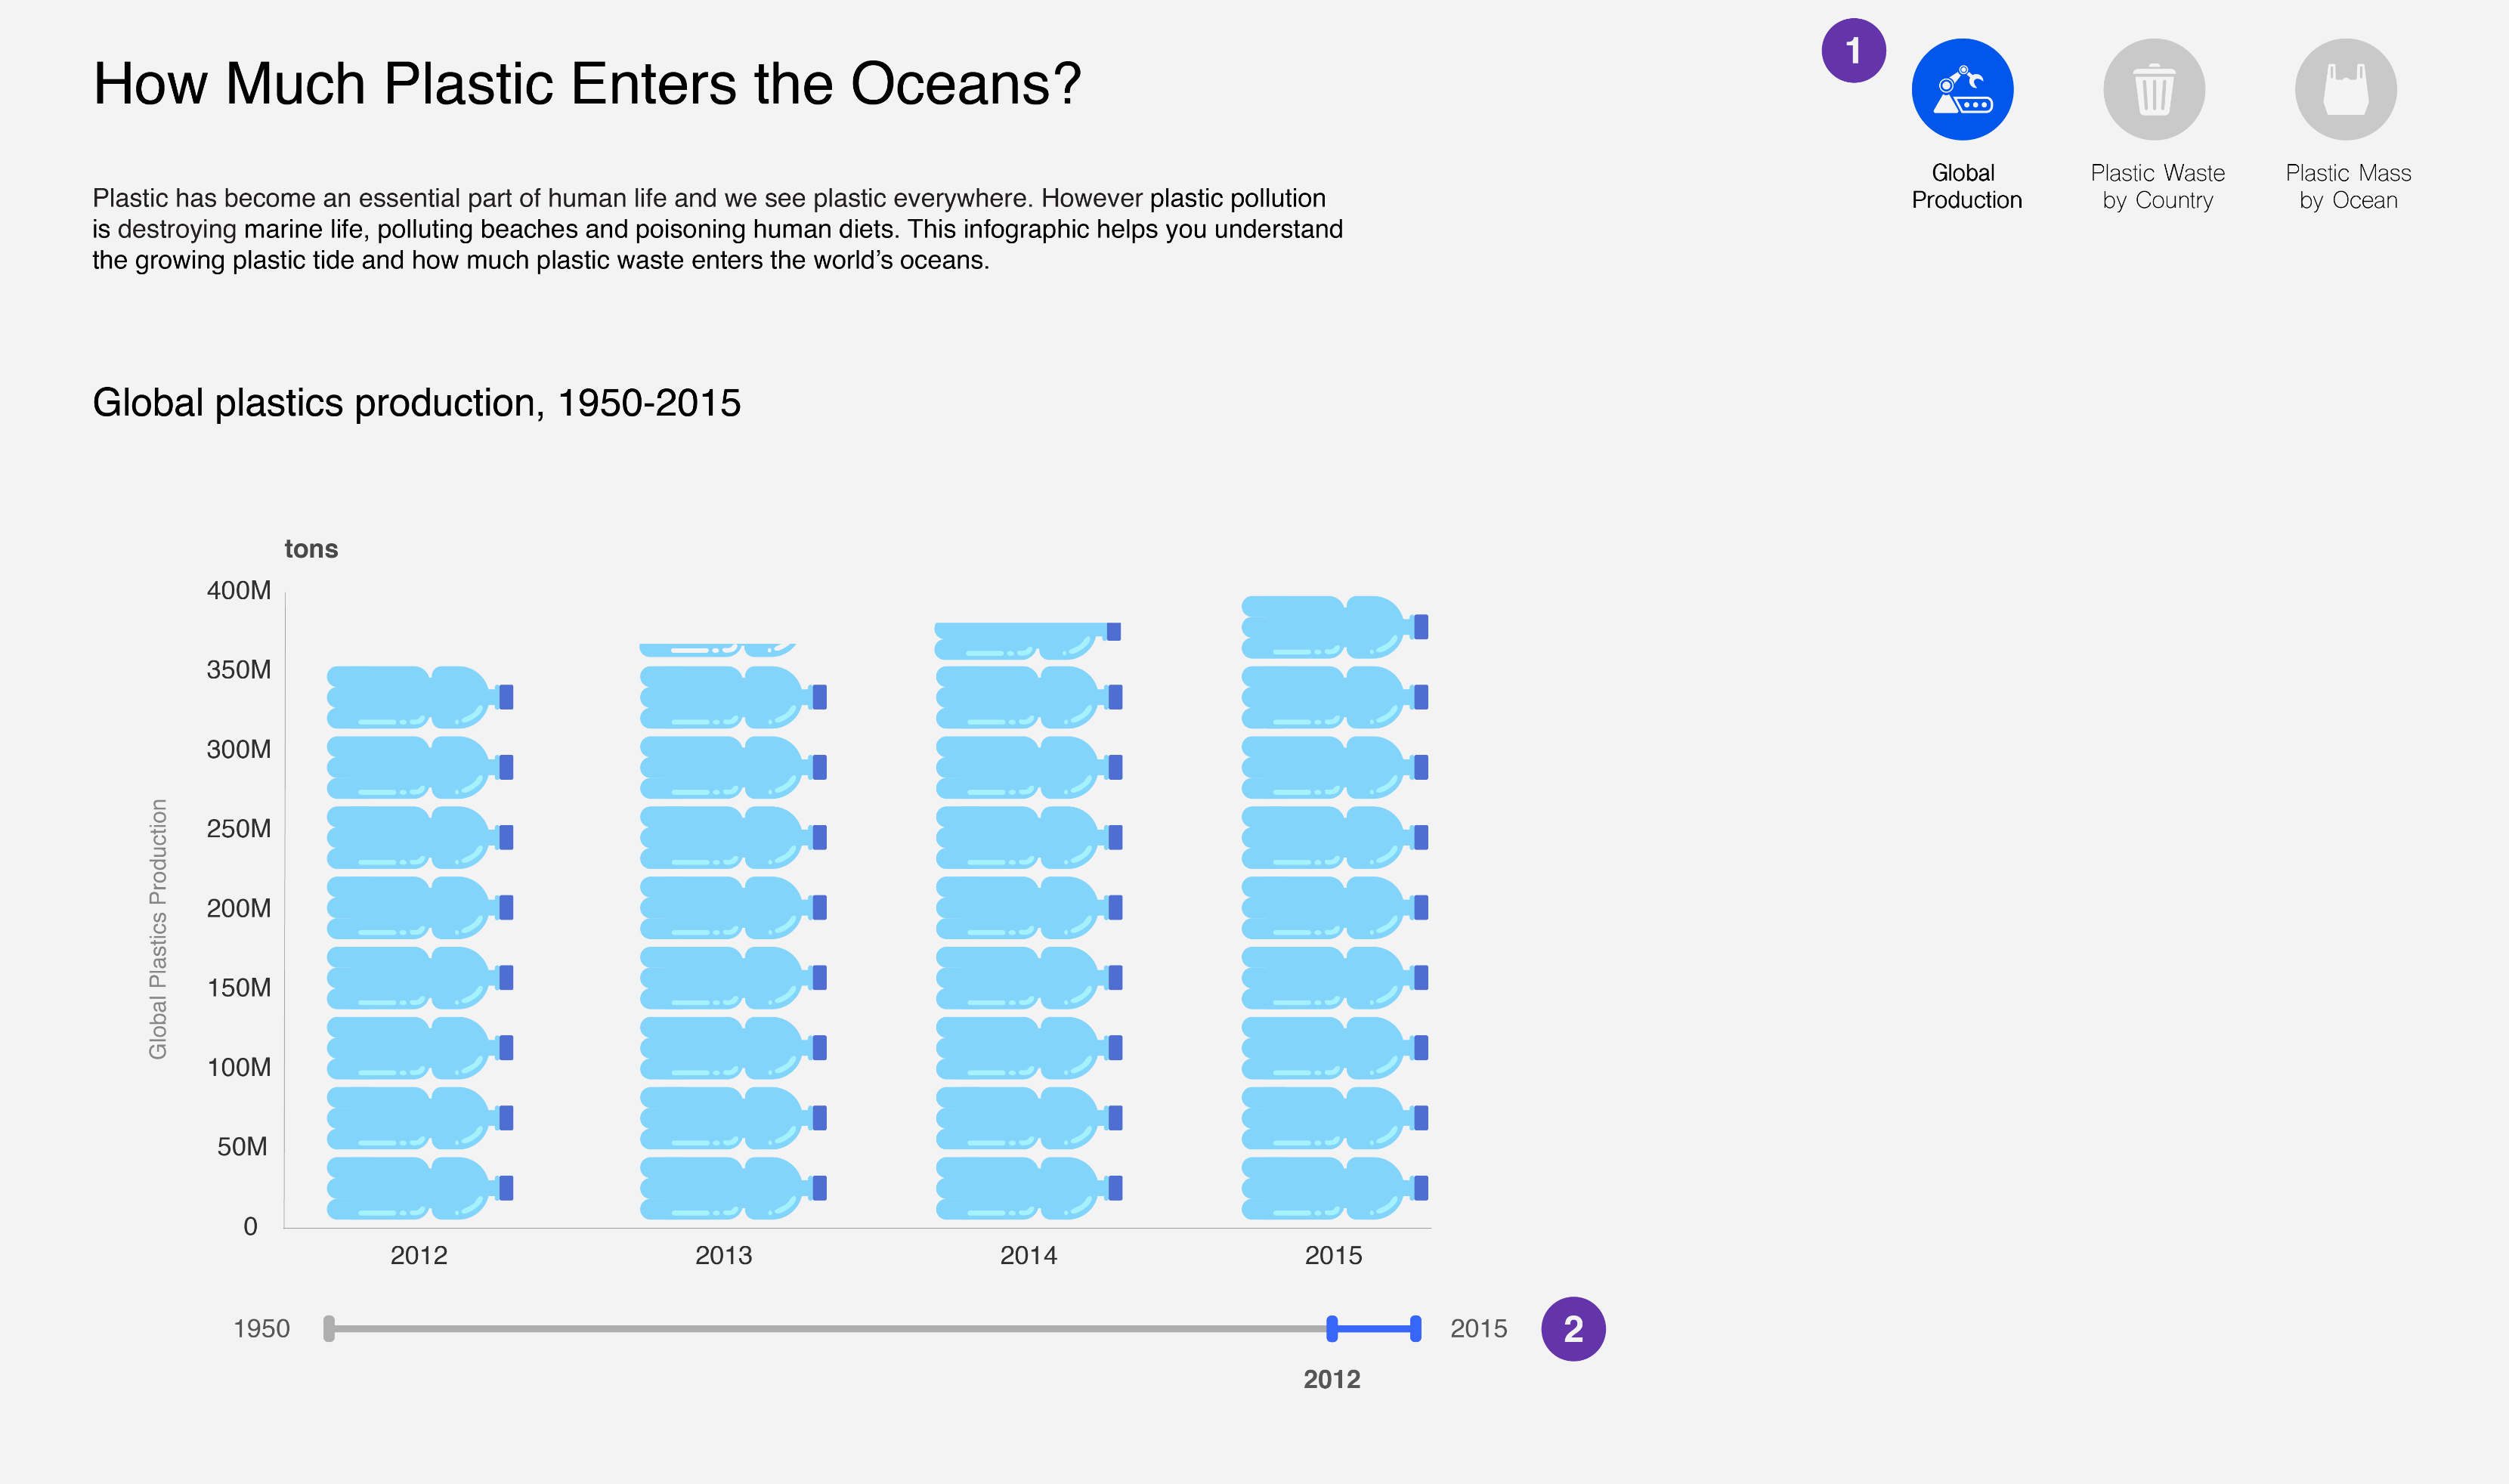 How Much Plastic Enters the Oceans?
1
Global
Production
Plastic Waste
by Country
Plastic Mass
by Ocean
Plastic has become an essential part of human life and we see plastic everywhere. However plastic pollution
is destroying marine life, polluting beaches and poisoning human diets. This infographic helps you understand
the growing plastic tide and how much plastic waste enters the world’s oceans.
Global plastics production, 1950-2015
tons
400M
350M
300M
250M
200M
150M
100M
50M
0
Global Plastics Production
2012
2013
2014
2015
1950
2015
2
2012